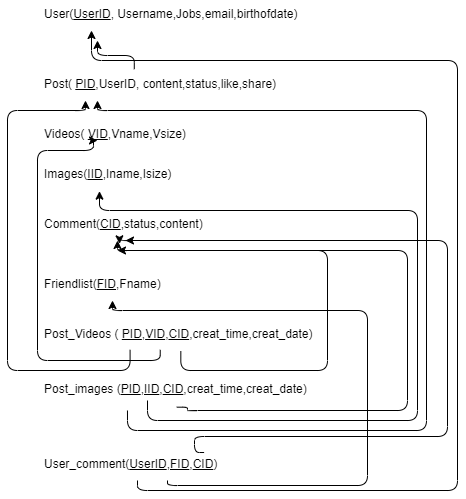 User(UserID, Username,Jobs,email,birthofdate)
Post( PID,UserID, content,status,like,share)
Videos( VID,Vname,Vsize)
Images(IID,Iname,Isize)
Comment(CID,status,content)
Friendlist(FID,Fname)
Post_Videos ( PID,VID,CID,creat_time,creat_date)
Post_images (PID,IID,CID,creat_time,creat_date)
User_comment(UserID,FID,CID)